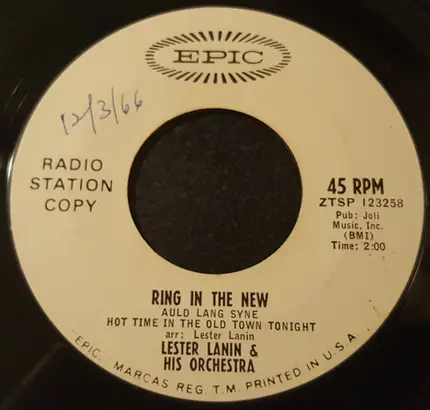 EPIC
12/3/66
RADIO
STATION
COPY
45 RPM
ZTSP 123258
Pub: Joli
Music, Inc.
(BMI)
Time: 2:00
RING IN THE NEW
AULD LANG SYNE
HOT TIME IN THE OLD TOWN TONIGHT
arr: Lester Lanin
LESTER LANIN &
HIS ORCHESTRA
"EPIC," MARCAS REG. T.M. PRINTED IN U.S.A.